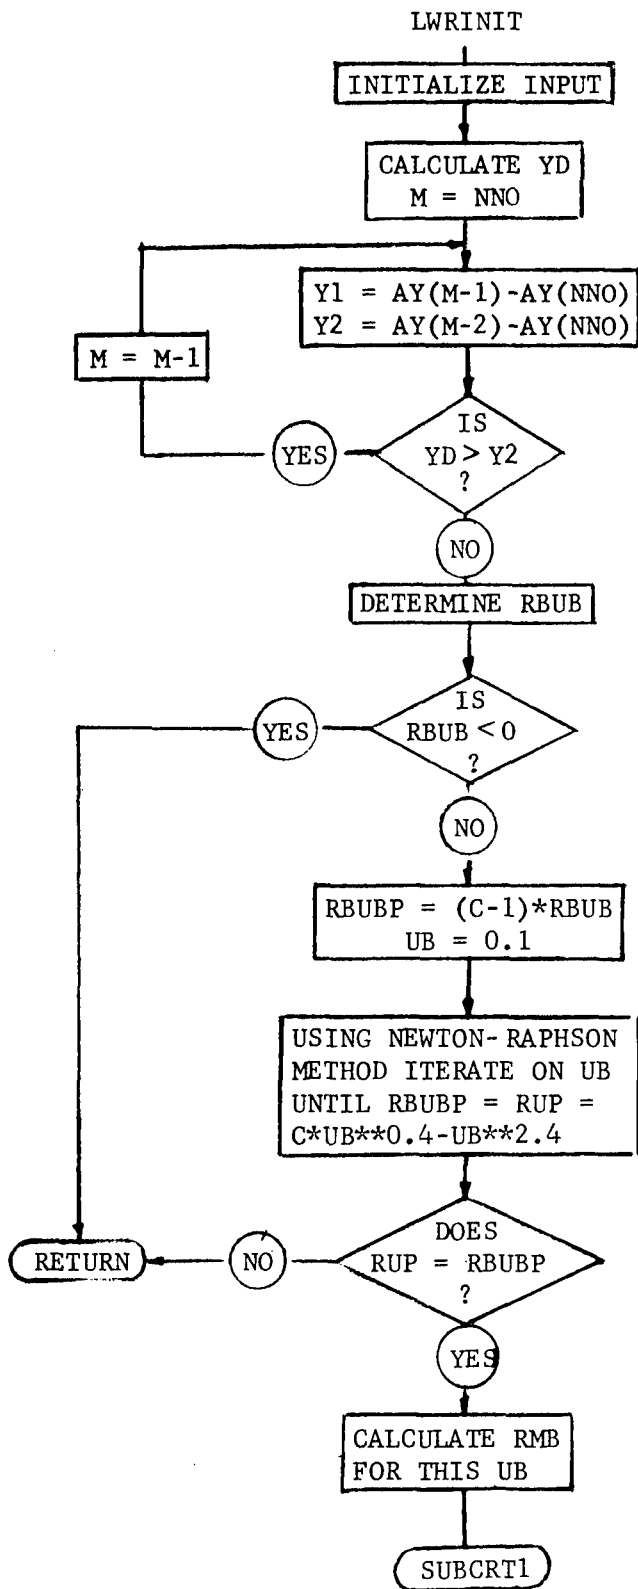 LWRINIT
INITIALIZE INPUT
CALCULATE YD
M = NNO
Y1 = AY(M-1)-AY(NNO)
Y2 = AY(M-2)-AY(NNO)
M = M-1
IS
YD > Y2
?
YES
NO
DETERMINE RBUB
IS
RBUB < 0
?
YES
NO
RBUBP = (C-1)*RBUB
UB = 0.1
USING NEWTON-RAPHSON
METHOD ITERATE ON UB
UNTIL RBUBP = RUP =
C*UB**0.4-UB**2.4
DOES
RUP = RBUBP
?
NO
RETURN
YES
CALCULATE RMB
FOR THIS UB
SUBCRT1